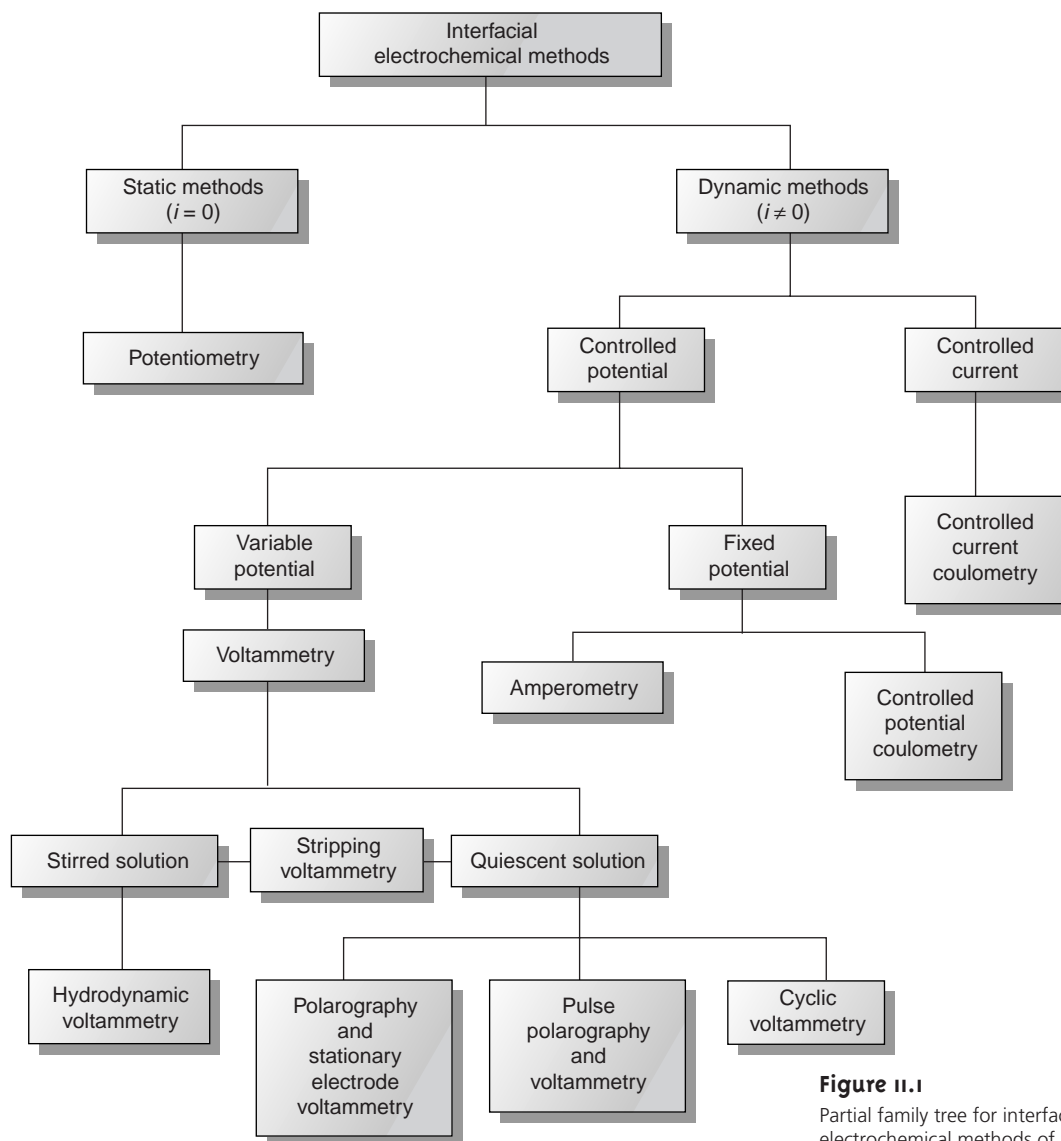 Interfacial
electrochemical methods
Static methods
(i = 0)
Dynamic methods
(i ≠ 0)
Potentiometry
Controlled
potential
Controlled
current
Variable
potential
Fixed
potential
Controlled
current
coulometry
Voltammetry
Amperometry
Controlled
potential
coulometry
Stirred solution
Stripping
voltammetry
Quiescent solution
Hydrodynamic
voltammetry
Polarography
and
stationary
electrode
voltammetry
Pulse
polarography
and
voltammetry
Cyclic
voltammetry
Figure 11.1
Partial family tree for interfac
electrochemical methods of